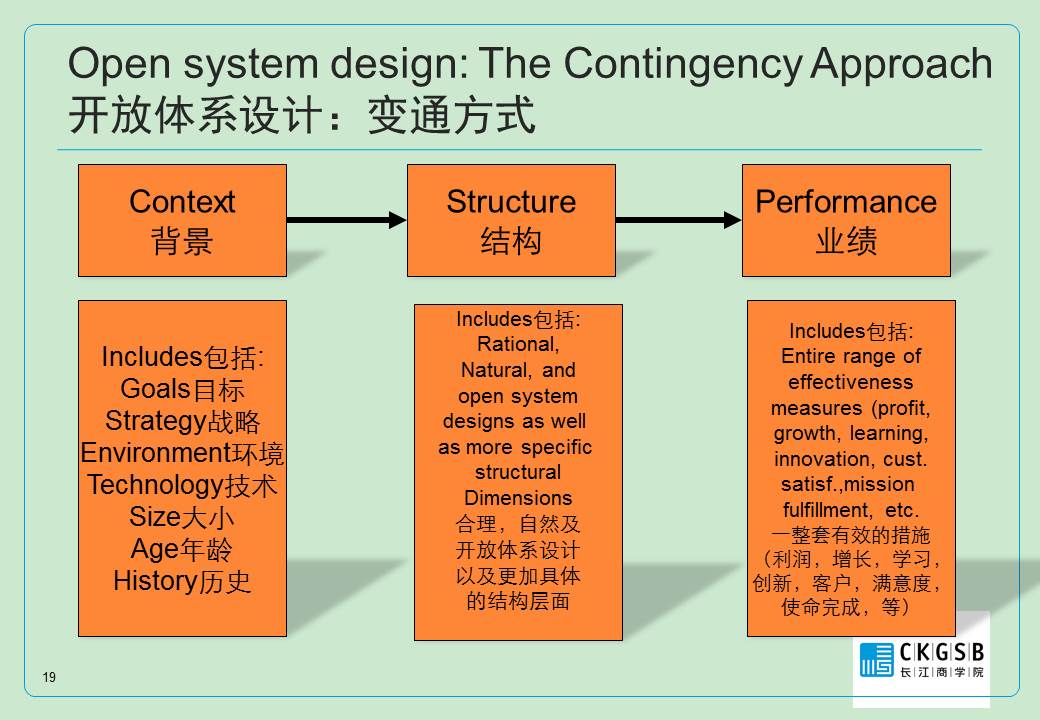 Open system design: The Contingency Approach
开放体系设计：变通方式
Context
背景
Structure
结构
Performance
业绩
Includes包括:
Goals目标
Strategy战略
Environment环境
Technology技术
Size大小
Age年龄
History历史
Includes包括:
Rational,
Natural, and
open system
designs as well
as more specific
structural
Dimensions
合理，自然及
开放体系设计
以及更加具体
的结构层面
Includes包括:
Entire range of
effectiveness
measures (profit,
growth, learning,
innovation, cust.
satisf.,mission
fulfillment, etc.
一整套有效的措施
（利润，增长，学习，
创新，客户，满意度，
使命完成，等）
19
CKGSB
长江商学院